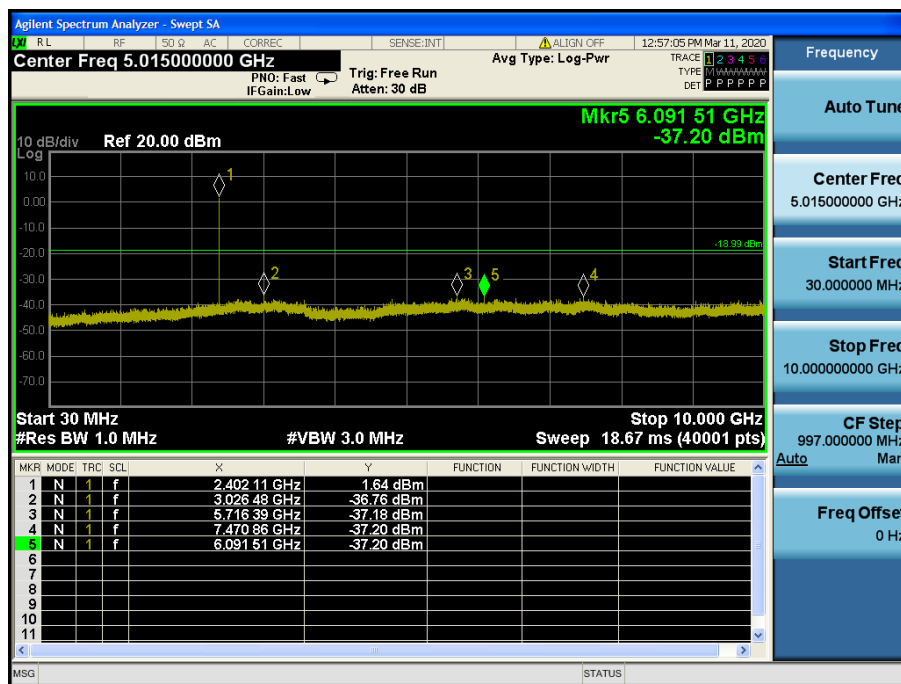 Agilent Spectrum Analyzer - Swept SA
LXI RL RF 50 Ω AC CORREC SENSE:INT ALIGN OFF 12:57:05 PM Mar 11, 2020
Center Freq 5.015000000 GHz
PNO: Fast
IFGain:Low
Trig: Free Run
Atten: 30 dB
Avg Type: Log-Pwr
TRACE 1 2 3 4 5 6
TYPE MWWWWW
DET P P P P P P
Mkr5 6.091 51 GHz
-37.20 dBm
10 dB/div Ref 20.00 dBm
Log
10.0
0.00
-10.0
-20.0
-30.0
-40.0
-50.0
-60.0
-70.0
1
2
3
5
4
-18.99 dBm
Start 30 MHz Stop 10.000 GHz
#Res BW 1.0 MHz #VBW 3.0 MHz Sweep 18.67 ms (40001 pts)
MKR MODE TRC SCL X Y FUNCTION FUNCTION WIDTH FUNCTION VALUE
1 N 1 f 2.402 11 GHz 1.64 dBm
2 N 1 f 3.026 48 GHz -36.76 dBm
3 N 1 f 5.716 39 GHz -37.18 dBm
4 N 1 f 7.470 86 GHz -37.20 dBm
5 N 1 f 6.091 51 GHz -37.20 dBm
6
7
8
9
10
11
MSG STATUS
Frequency
Auto Tune
Center Freq
5.015000000 GHz
Start Freq
30.000000 MHz
Stop Freq
10.000000000 GHz
CF Step
997.000000 MHz
Auto Man
Freq Offset
0 Hz